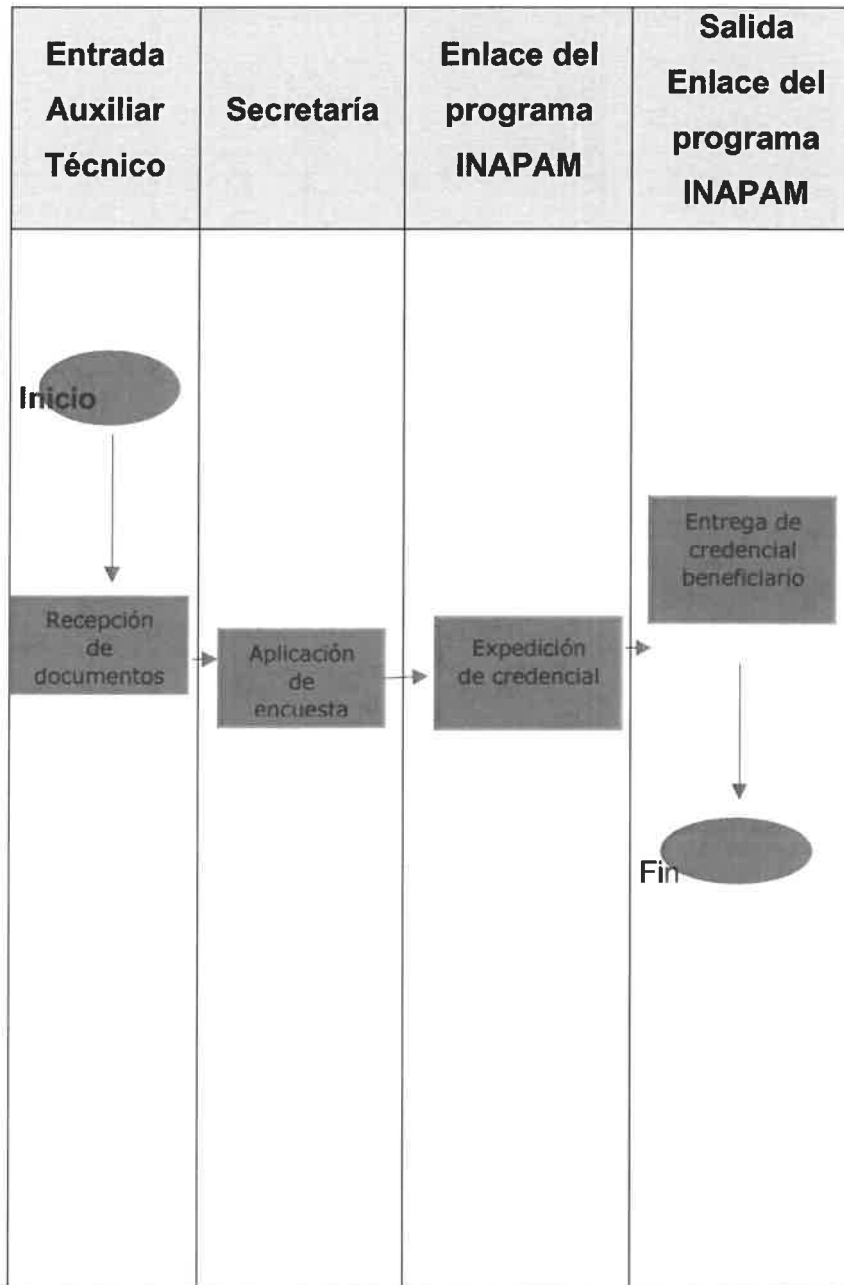 Entrada
Auxiliar
Técnico
Secretaría
Enlace del
programa
INAPAM
Salida
Enlace del
programa
INAPAM
Inicio
Recepción
de
documentos
Aplicación
de
encuesta
Expedición
de credencial
Entrega de
credencial
beneficiario
Fin